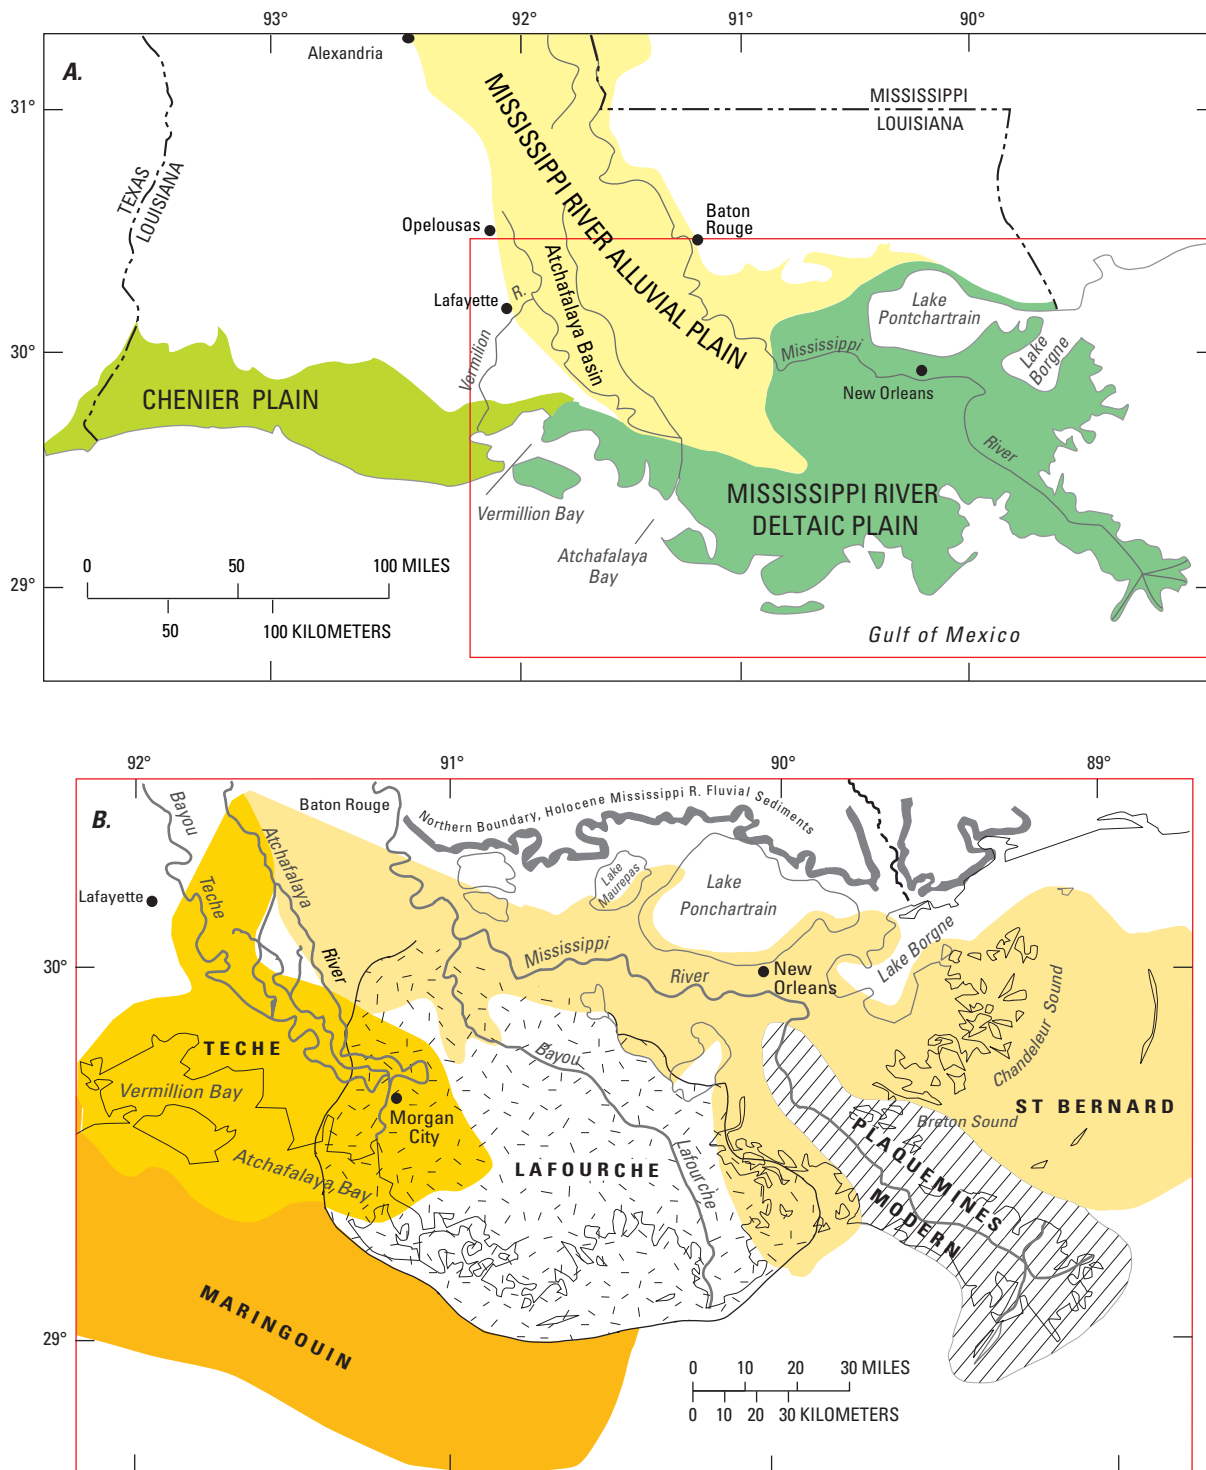 93°
92°
91°
90°
A.
Alexandria
31°
MISSISSIPPI
LOUISIANA
TEXAS
LOUISIANA
MISSISSIPPI RIVER ALLUVIAL PLAIN
Opelousas
Baton
Rouge
Atchafalaya Basin
Lafayette
Vermilion R.
Lake
Pontchartrain
30°
Mississippi
Lake
Borgne
CHENIER PLAIN
New Orleans
River
MISSISSIPPI RIVER
DELTAIC PLAIN
Vermillion Bay
Atchafalaya
Bay
0 50 100 MILES
29°
50 100 KILOMETERS
Gulf of Mexico
92°
91°
90°
89°
B.
Bayou
Baton Rouge
Northern Boundary, Holocene Mississippi R. Fluvial Sediments
Atchafalaya
Lake
Maurepas
Lake
Ponchartrain
Lafayette
Teche
Mississippi
Lake Borgne
River
30°
River
New
Orleans
Chandeleur Sound
TECHE
Bayou
Vermillion Bay
Morgan
City
ST BERNARD
Breton Sound
PLAQUEMINES
MODERN
Atchafalaya Bay
LAFOURCHE
Lafourche
MARINGOUIN
29°
0 10 20 30 MILES
0 10 20 30 KILOMETERS